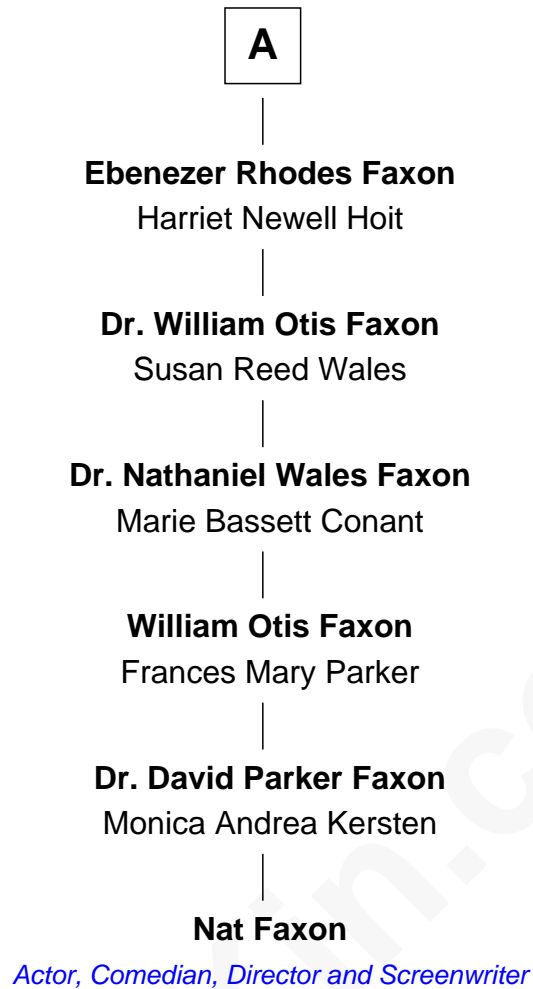 A
Ebenezer Rhodes Faxon
Harriet Newell Hoit
Dr. William Otis Faxon
Susan Reed Wales
Dr. Nathaniel Wales Faxon
Marie Bassett Conant
William Otis Faxon
Frances Mary Parker
Dr. David Parker Faxon
Monica Andrea Kersten
Nat Faxon
Actor, Comedian, Director and Screenwriter